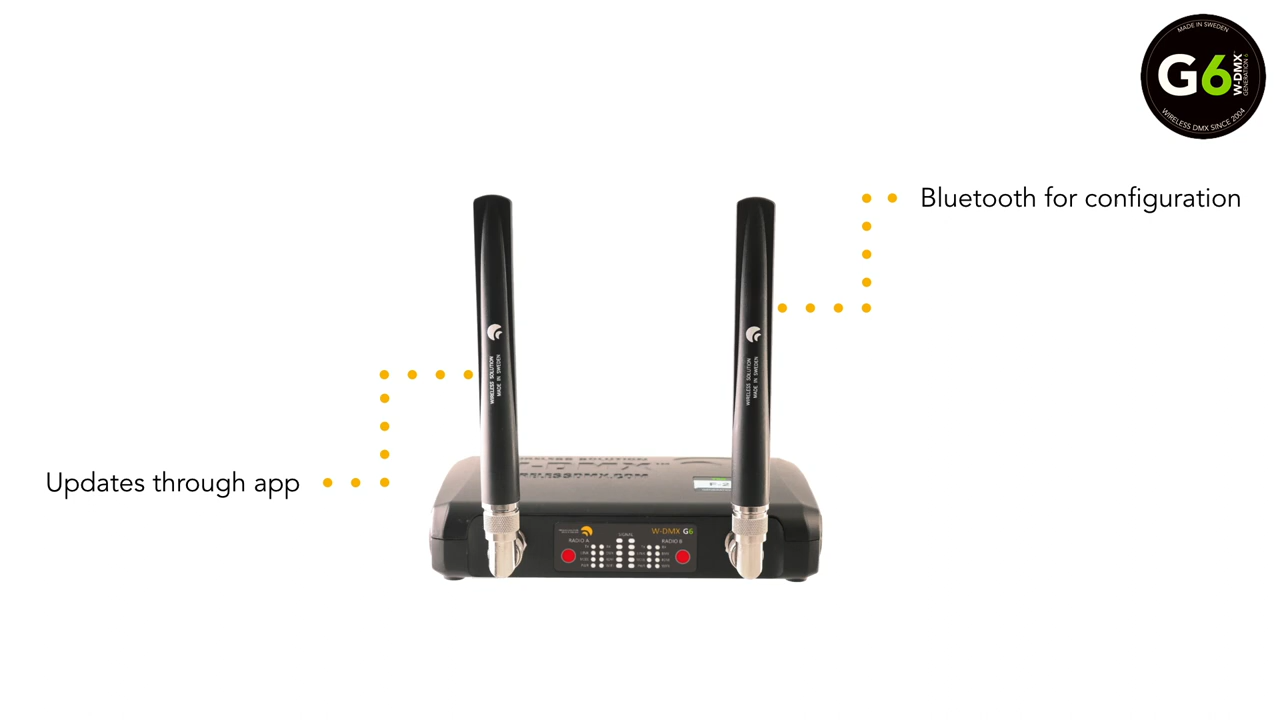 MADE IN SWEDEN
G6
W-DMX
GENERATION 6
WIRELESS DMX SINCE 2004
Bluetooth for configuration
Updates through app
WIRELESS SOLUTION
MADE IN SWEDEN
WIRELESS SOLUTION
MADE IN SWEDEN
W-DMX G6
RADIO A
RADIO B